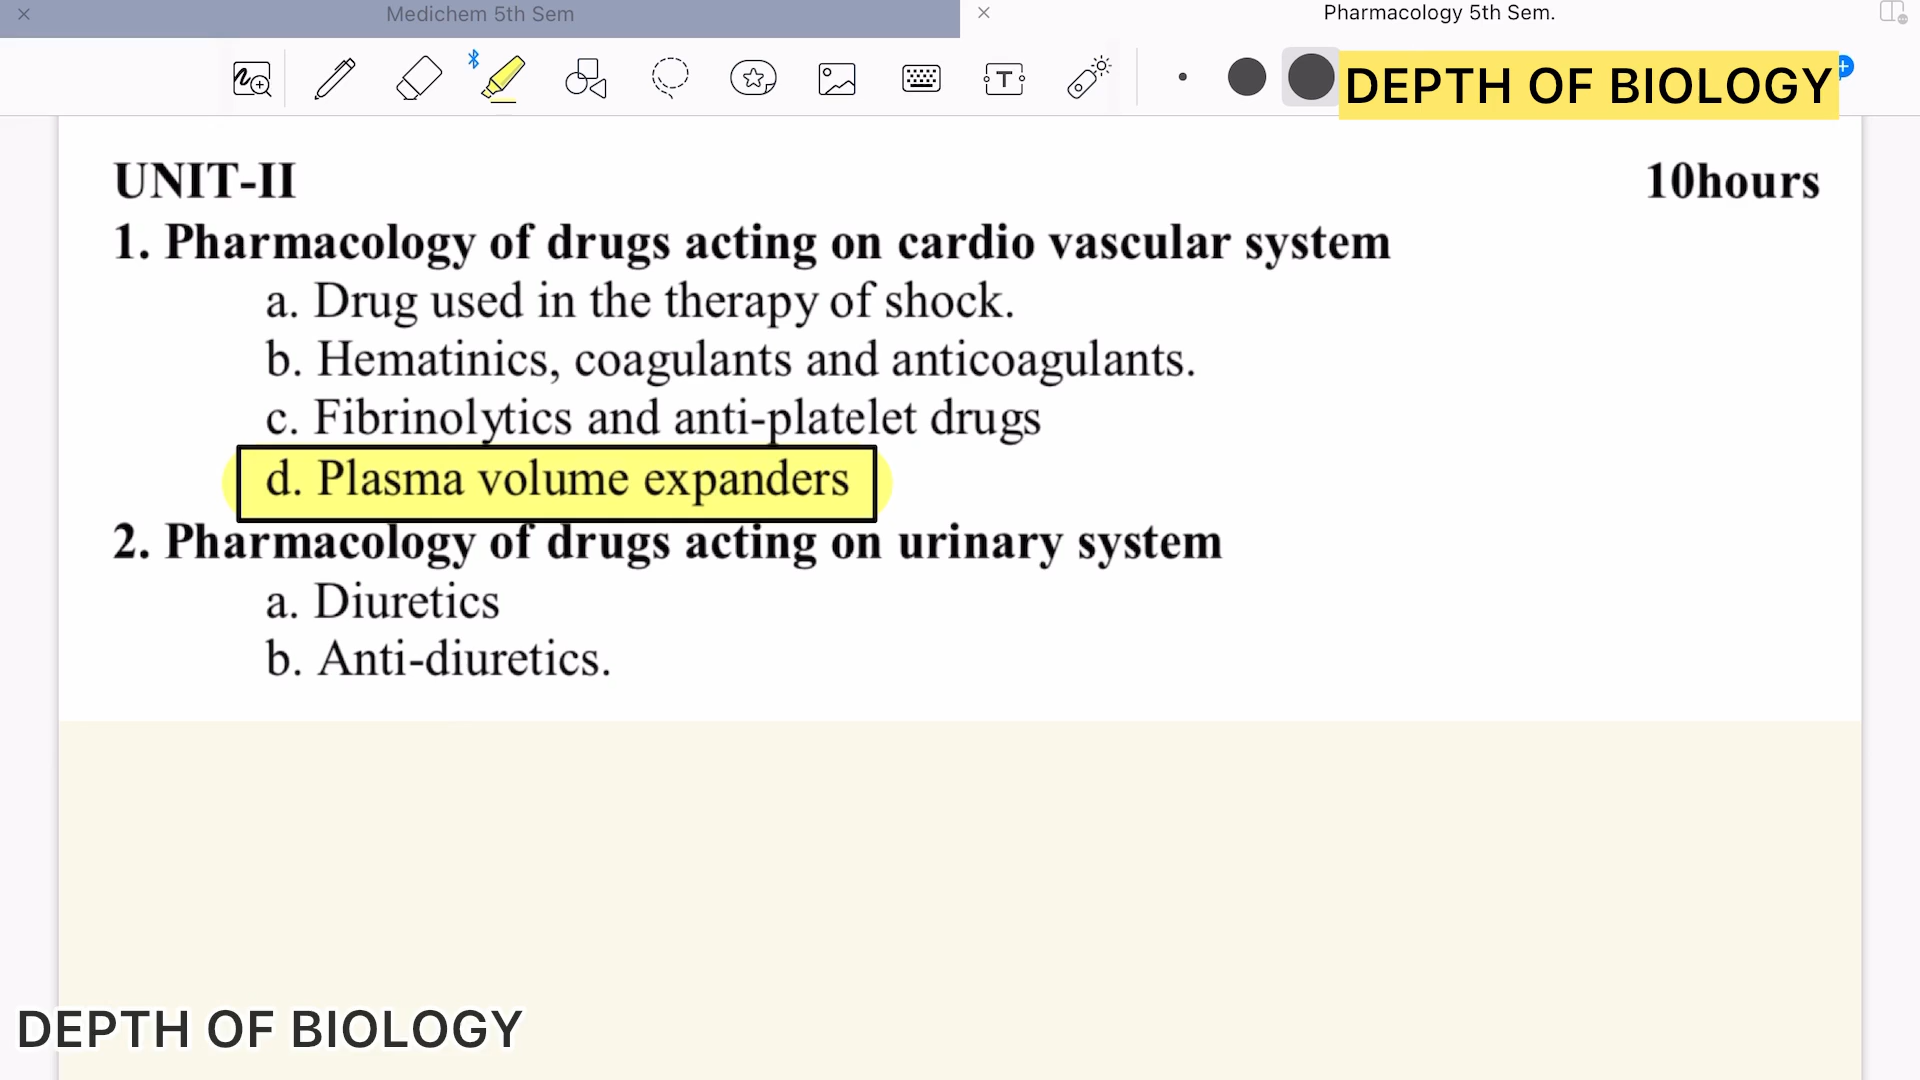 Medichem 5th Sem
Pharmacology 5th Sem.
DEPTH OF BIOLOGY
UNIT-II 10hours
1. Pharmacology of drugs acting on cardio vascular system
a. Drug used in the therapy of shock.
b. Hematinics, coagulants and anticoagulants.
c. Fibrinolytics and anti-platelet drugs
d. Plasma volume expanders
2. Pharmacology of drugs acting on urinary system
a. Diuretics
b. Anti-diuretics.
DEPTH OF BIOLOGY